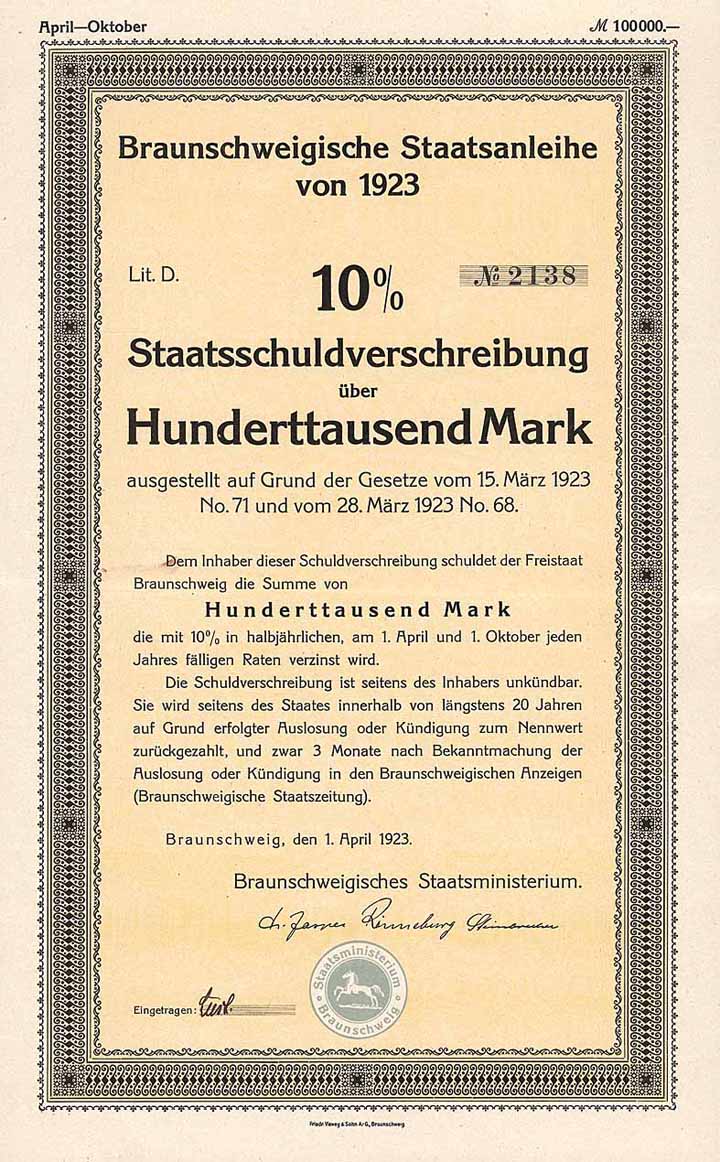 April—Oktober
ℳ 100000.—
Braunschweigische Staatsanleihe
von 1923
Lit. D.
10%
№ 2138
Staatsschuldverschreibung
über
Hunderttausend Mark
ausgestellt auf Grund der Gesetze vom 15. März 1923
No. 71 und vom 28. März 1923 No. 68.
Dem Inhaber dieser Schuldverschreibung schuldet der Freistaat
Braunschweig die Summe von
Hunderttausend Mark
die mit 10% in halbjährlichen, am 1. April und 1. Oktober jeden
Jahres fälligen Raten verzinst wird.
Die Schuldverschreibung ist seitens des Inhabers unkündbar.
Sie wird seitens des Staates innerhalb von längstens 20 Jahren
auf Grund erfolgter Auslosung oder Kündigung zum Nennwert
zurückgezahlt, und zwar 3 Monate nach Bekanntmachung der
Auslosung oder Kündigung in den Braunschweigischen Anzeigen
(Braunschweigische Staatszeitung).
Braunschweig, den 1. April 1923.
Braunschweigisches Staatsministerium.
Staatsministerium
Braunschweig
Eingetragen:
Friedr. Vieweg & Sohn A.-G., Braunschweig